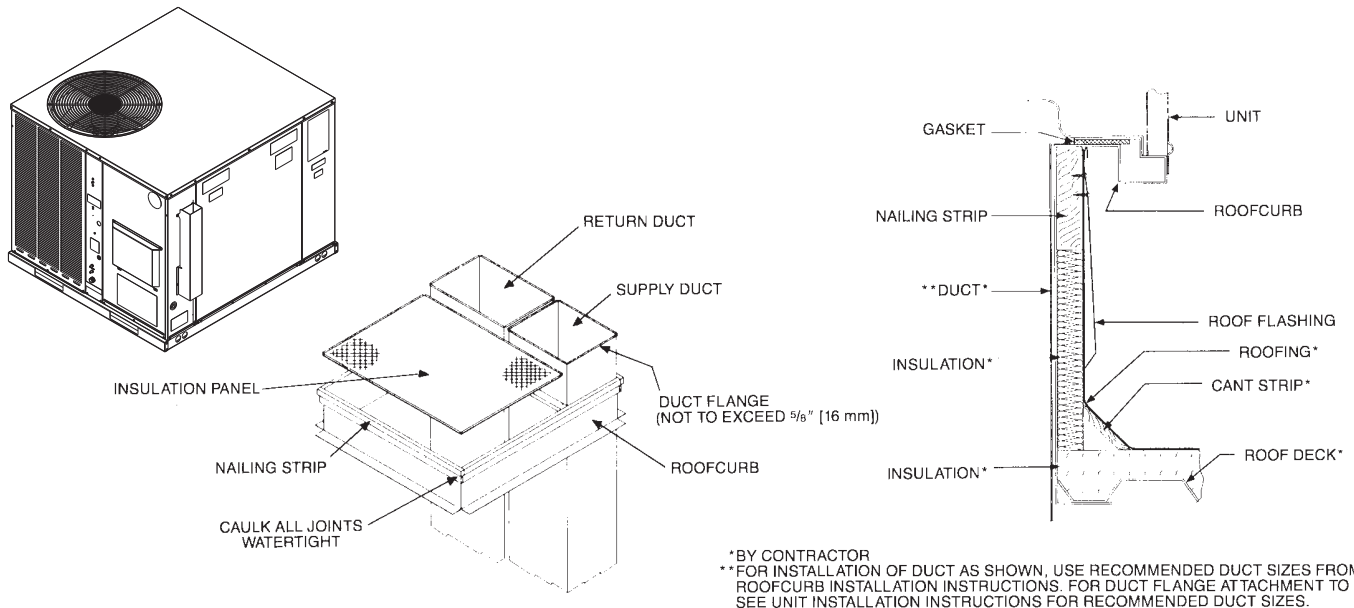 RETURN DUCT
SUPPLY DUCT
INSULATION PANEL
DUCT FLANGE
(NOT TO EXCEED 5/8" [16 mm])
NAILING STRIP
ROOFCURB
CAULK ALL JOINTS
WATERTIGHT
GASKET
UNIT
NAILING STRIP
ROOFCURB
**DUCT*
ROOF FLASHING
INSULATION*
ROOFING*
CANT STRIP*
INSULATION*
ROOF DECK*
*BY CONTRACTOR
**FOR INSTALLATION OF DUCT AS SHOWN, USE RECOMMENDED DUCT SIZES FROM
ROOFCURB INSTALLATION INSTRUCTIONS. FOR DUCT FLANGE ATTACHMENT TO
SEE UNIT INSTALLATION INSTRUCTIONS FOR RECOMMENDED DUCT SIZES.